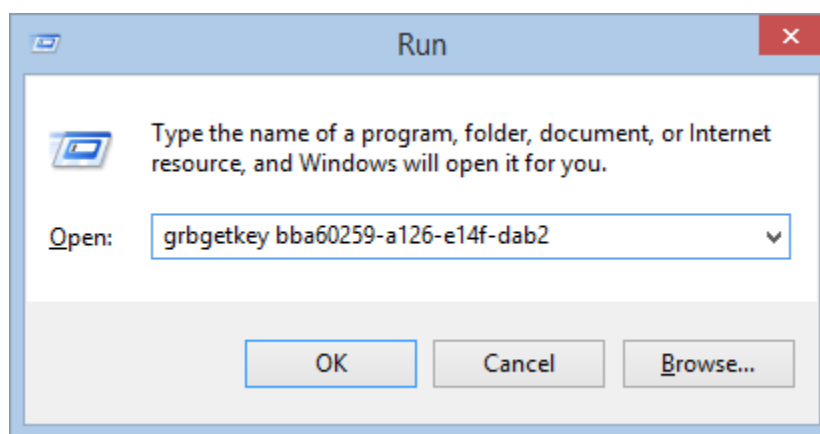 Run
Type the name of a program, folder, document, or Internet
resource, and Windows will open it for you.
Open: grbgetkey bba60259-a126-e14f-dab2
OK Cancel Browse...